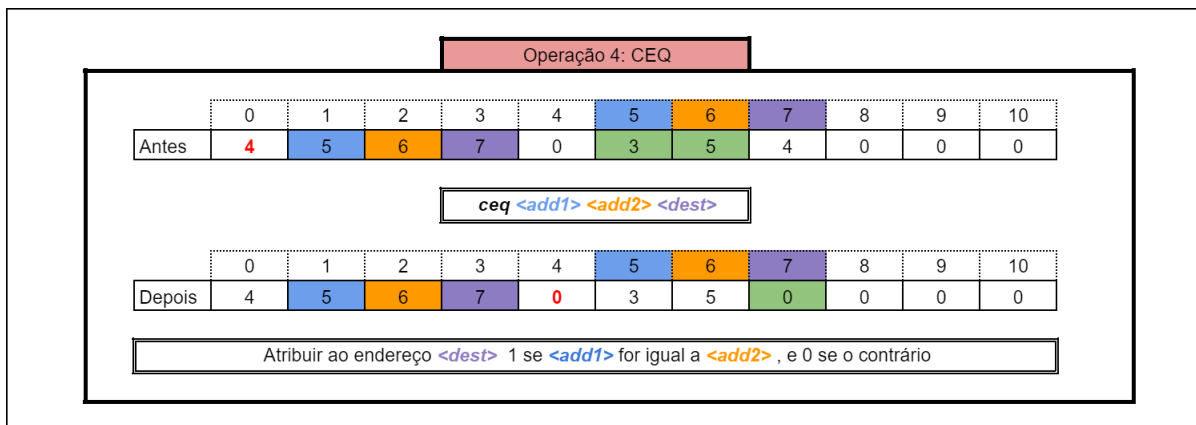 Operação 4: CEQ
0 1 2 3 4 5 6 7 8 9 10
Antes 4 5 6 7 0 3 5 4 0 0 0
ceq <add1> <add2> <dest>
0 1 2 3 4 5 6 7 8 9 10
Depois 4 5 6 7 0 3 5 0 0 0 0
Atribuir ao endereço <dest> 1 se <add1> for igual a <add2> , e 0 se o contrário